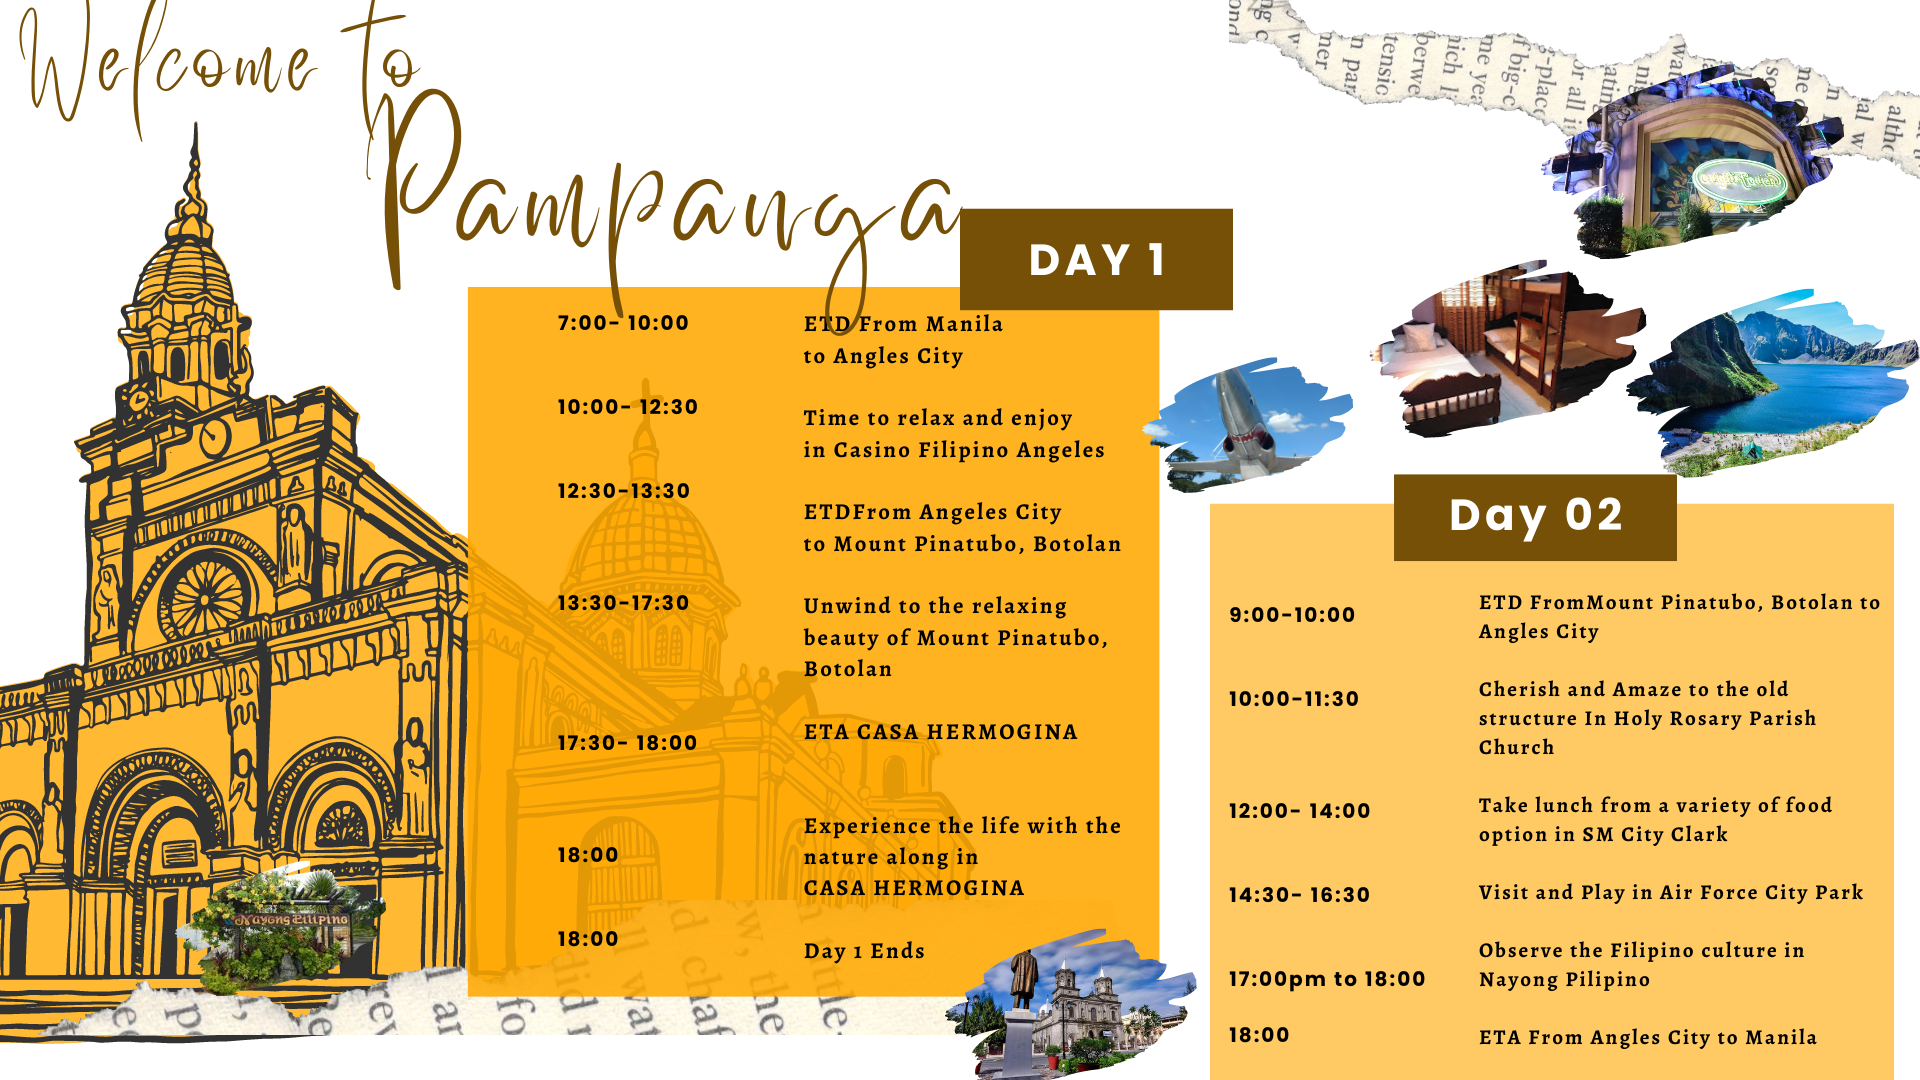 Welcome to
Pampanga
DAY 1
7:00- 10:00
ETD From Manila
to Angles City
10:00- 12:30
Time to relax and enjoy
in Casino Filipino Angeles
12:30-13:30
ETDFrom Angeles City
to Mount Pinatubo, Botolan
13:30-17:30
Unwind to the relaxing
beauty of Mount Pinatubo,
Botolan
17:30- 18:00
ETA CASA HERMOGINA
18:00
Experience the life with the
nature along in
CASA HERMOGINA
18:00
Day 1 Ends
Day 02
9:00-10:00
ETD FromMount Pinatubo, Botolan to
Angles City
10:00-11:30
Cherish and Amaze to the old
structure In Holy Rosary Parish
Church
12:00- 14:00
Take lunch from a variety of food
option in SM City Clark
14:30- 16:30
Visit and Play in Air Force City Park
17:00pm to 18:00
Observe the Filipino culture in
Nayong Pilipino
18:00
ETA From Angles City to Manila
Nayong Pilipino